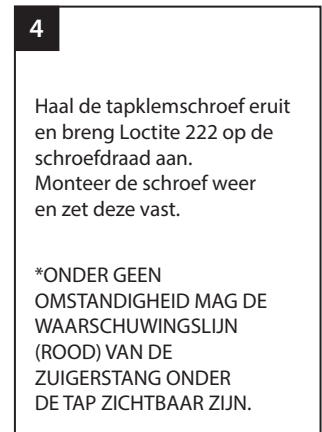 4
Haal de tapklemschroef eruit
en breng Loctite 222 op de
schroefdraad aan.
Monteer de schroef weer
en zet deze vast.
*ONDER GEEN
OMSTANDIGHEID MAG DE
WAARSCHUWINGSLIJN
(ROOD) VAN DE
ZUIGERSTANG ONDER
DE TAP ZICHTBAAR ZIJN.